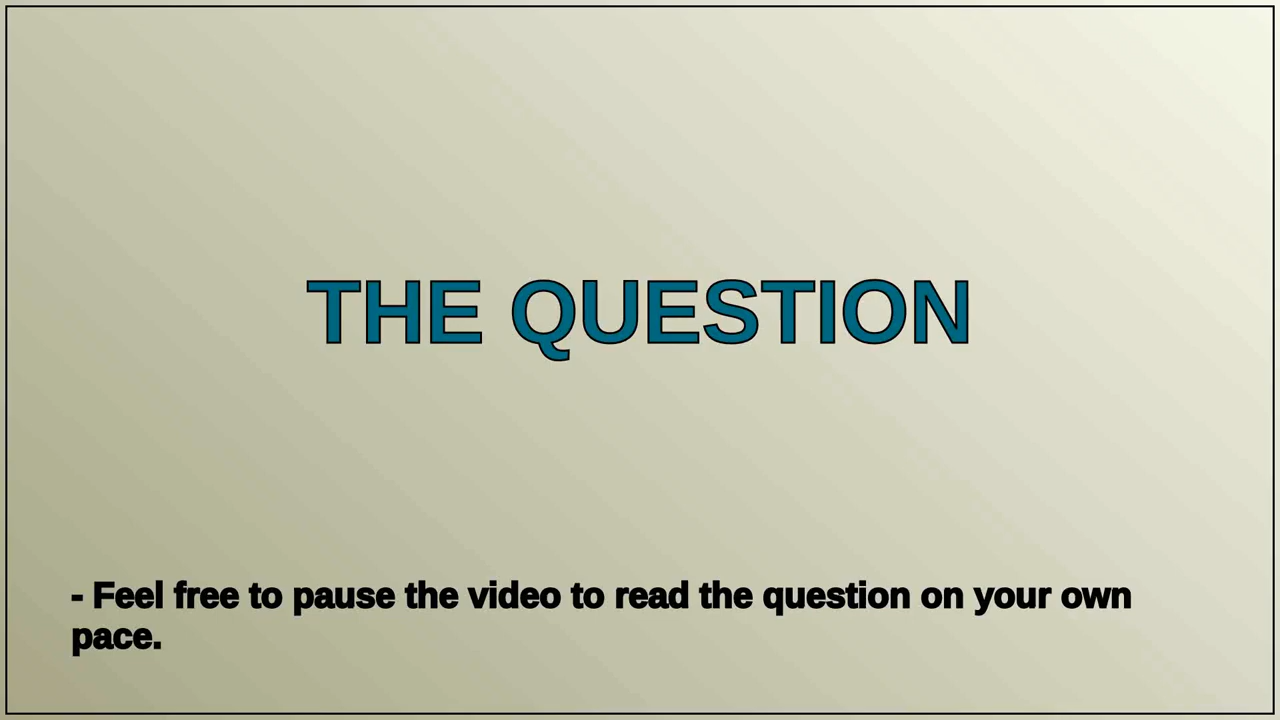 THE QUESTION
- Feel free to pause the video to read the question on your own
pace.